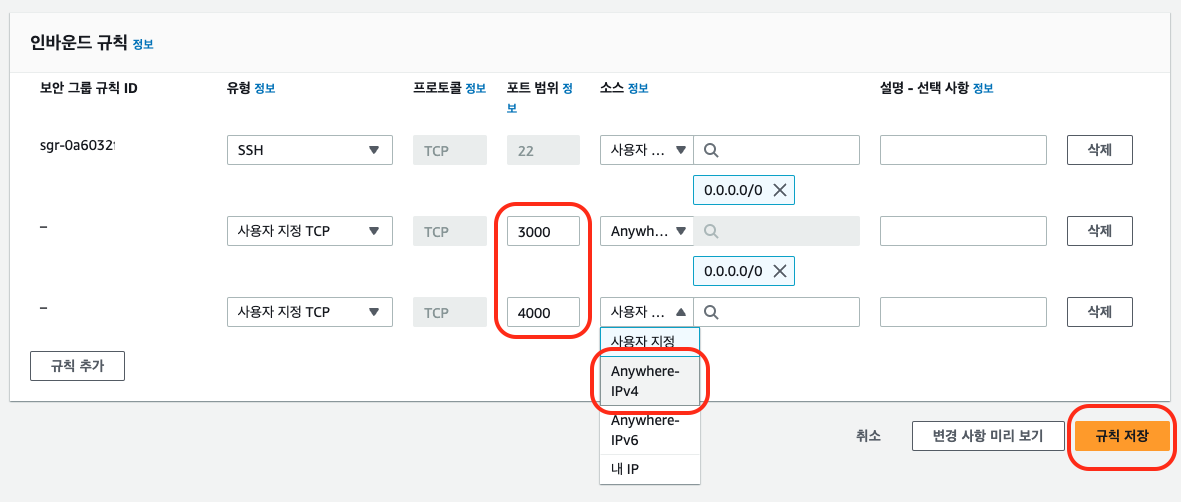 인바운드 규칙 정보
보안 그룹 규칙 ID
유형 정보
프로토콜 정보
포트 범위 정
보
소스 정보
설명 - 선택 사항 정보
sgr-0a6032
SSH
TCP
22
사용자 ...
삭제
0.0.0.0/0
–
사용자 지정 TCP
TCP
3000
Anywh...
삭제
0.0.0.0/0
–
사용자 지정 TCP
TCP
4000
사용자 ...
삭제
사용자 지정
Anywhere-
IPv4
Anywhere-
IPv6
내 IP
규칙 추가
취소
변경 사항 미리 보기
규칙 저장